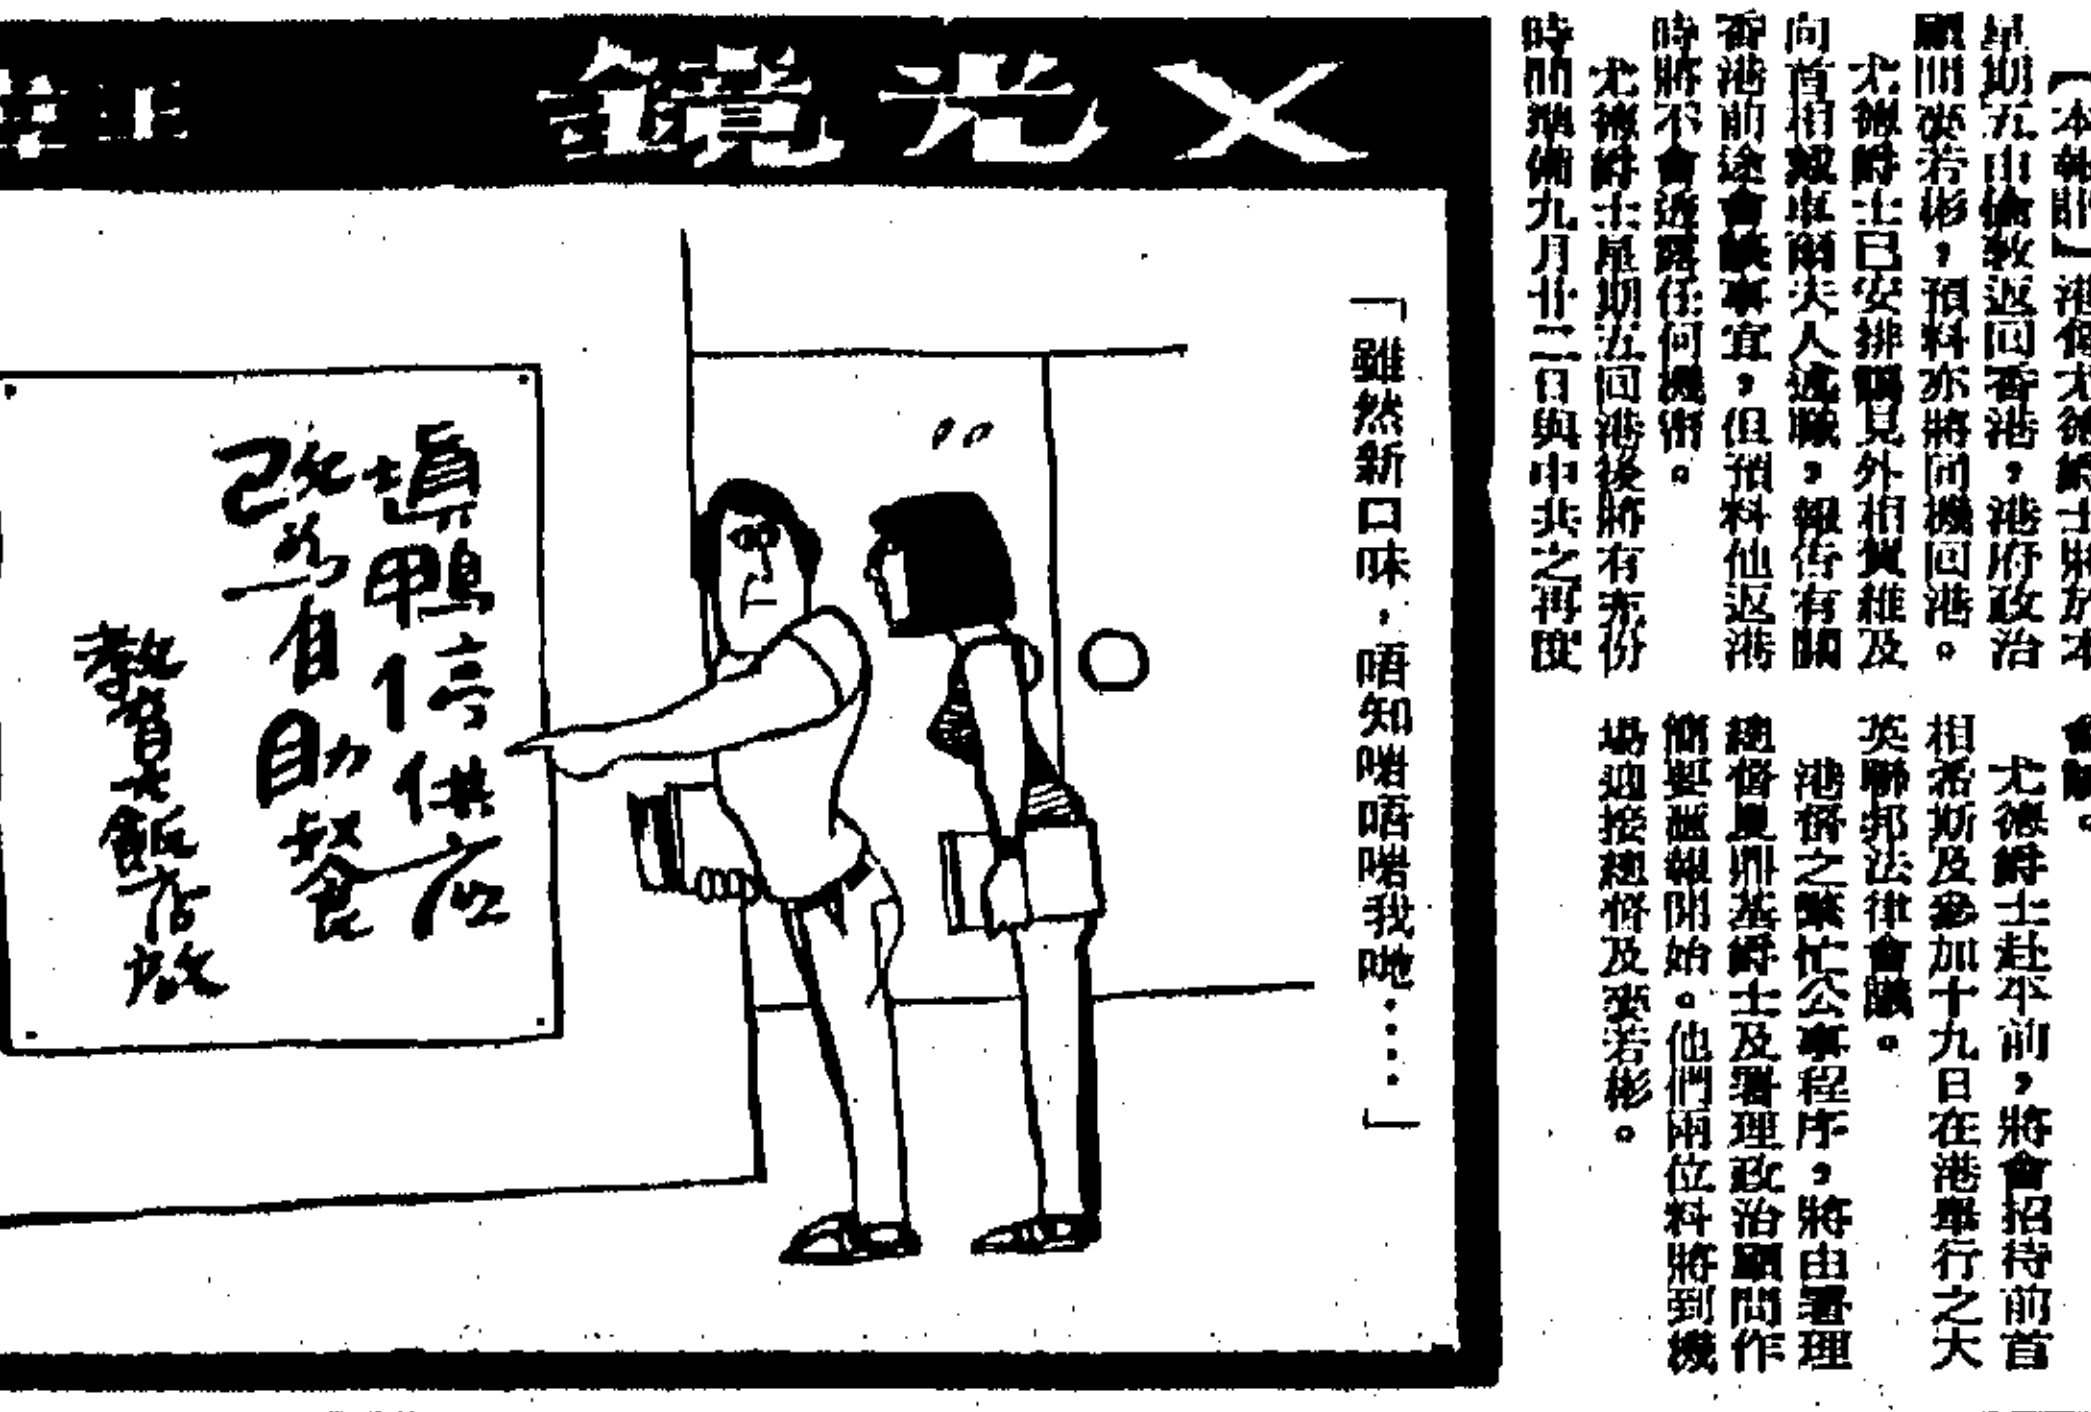 【本報訊】港督尤德爵士將於本
星期五由倫敦返回香港，港府政治
顧問麥若彬，預料亦將同機回港。
尤德爵士已安排謁見外相賀維及
向首相戴卓爾夫人述職，報告有關
香港前途會談事宜，但預料他返港
時將不會透露任何機密。
尤德爵士星期五回港後將有充份
時間準備九月廿二日與中共之再度
會談。
尤德爵士赴平前，將會招待前首
相希斯及參加十九日在港舉行之大
英聯邦法律會議。
港督之繁忙公事程序，將由署理
總督夏鼎基爵士及署理政治顧問作
簡要匯報開始。他們兩位料將到機
場迎接總督及麥若彬。
X光鏡
「雖然新口味，唔知啱唔啱我哋……」
填鴨停供应
改為自助餐
教育大飯店啟